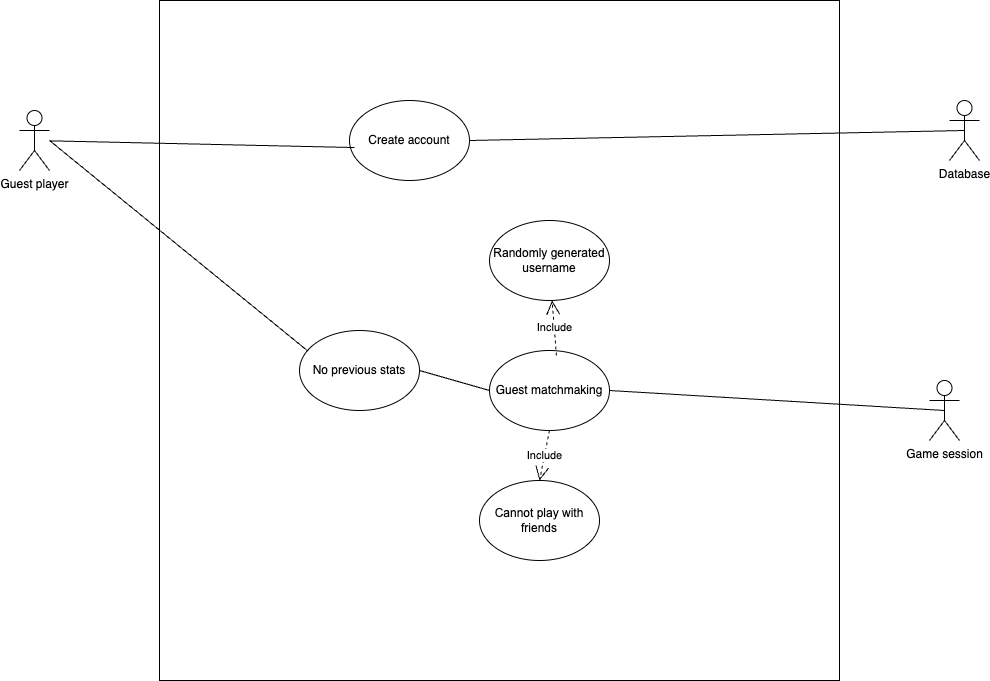 Create account
Guest player
Database
Randomly generated
username
Include
No previous stats
Guest matchmaking
Game session
Include
Cannot play with
friends